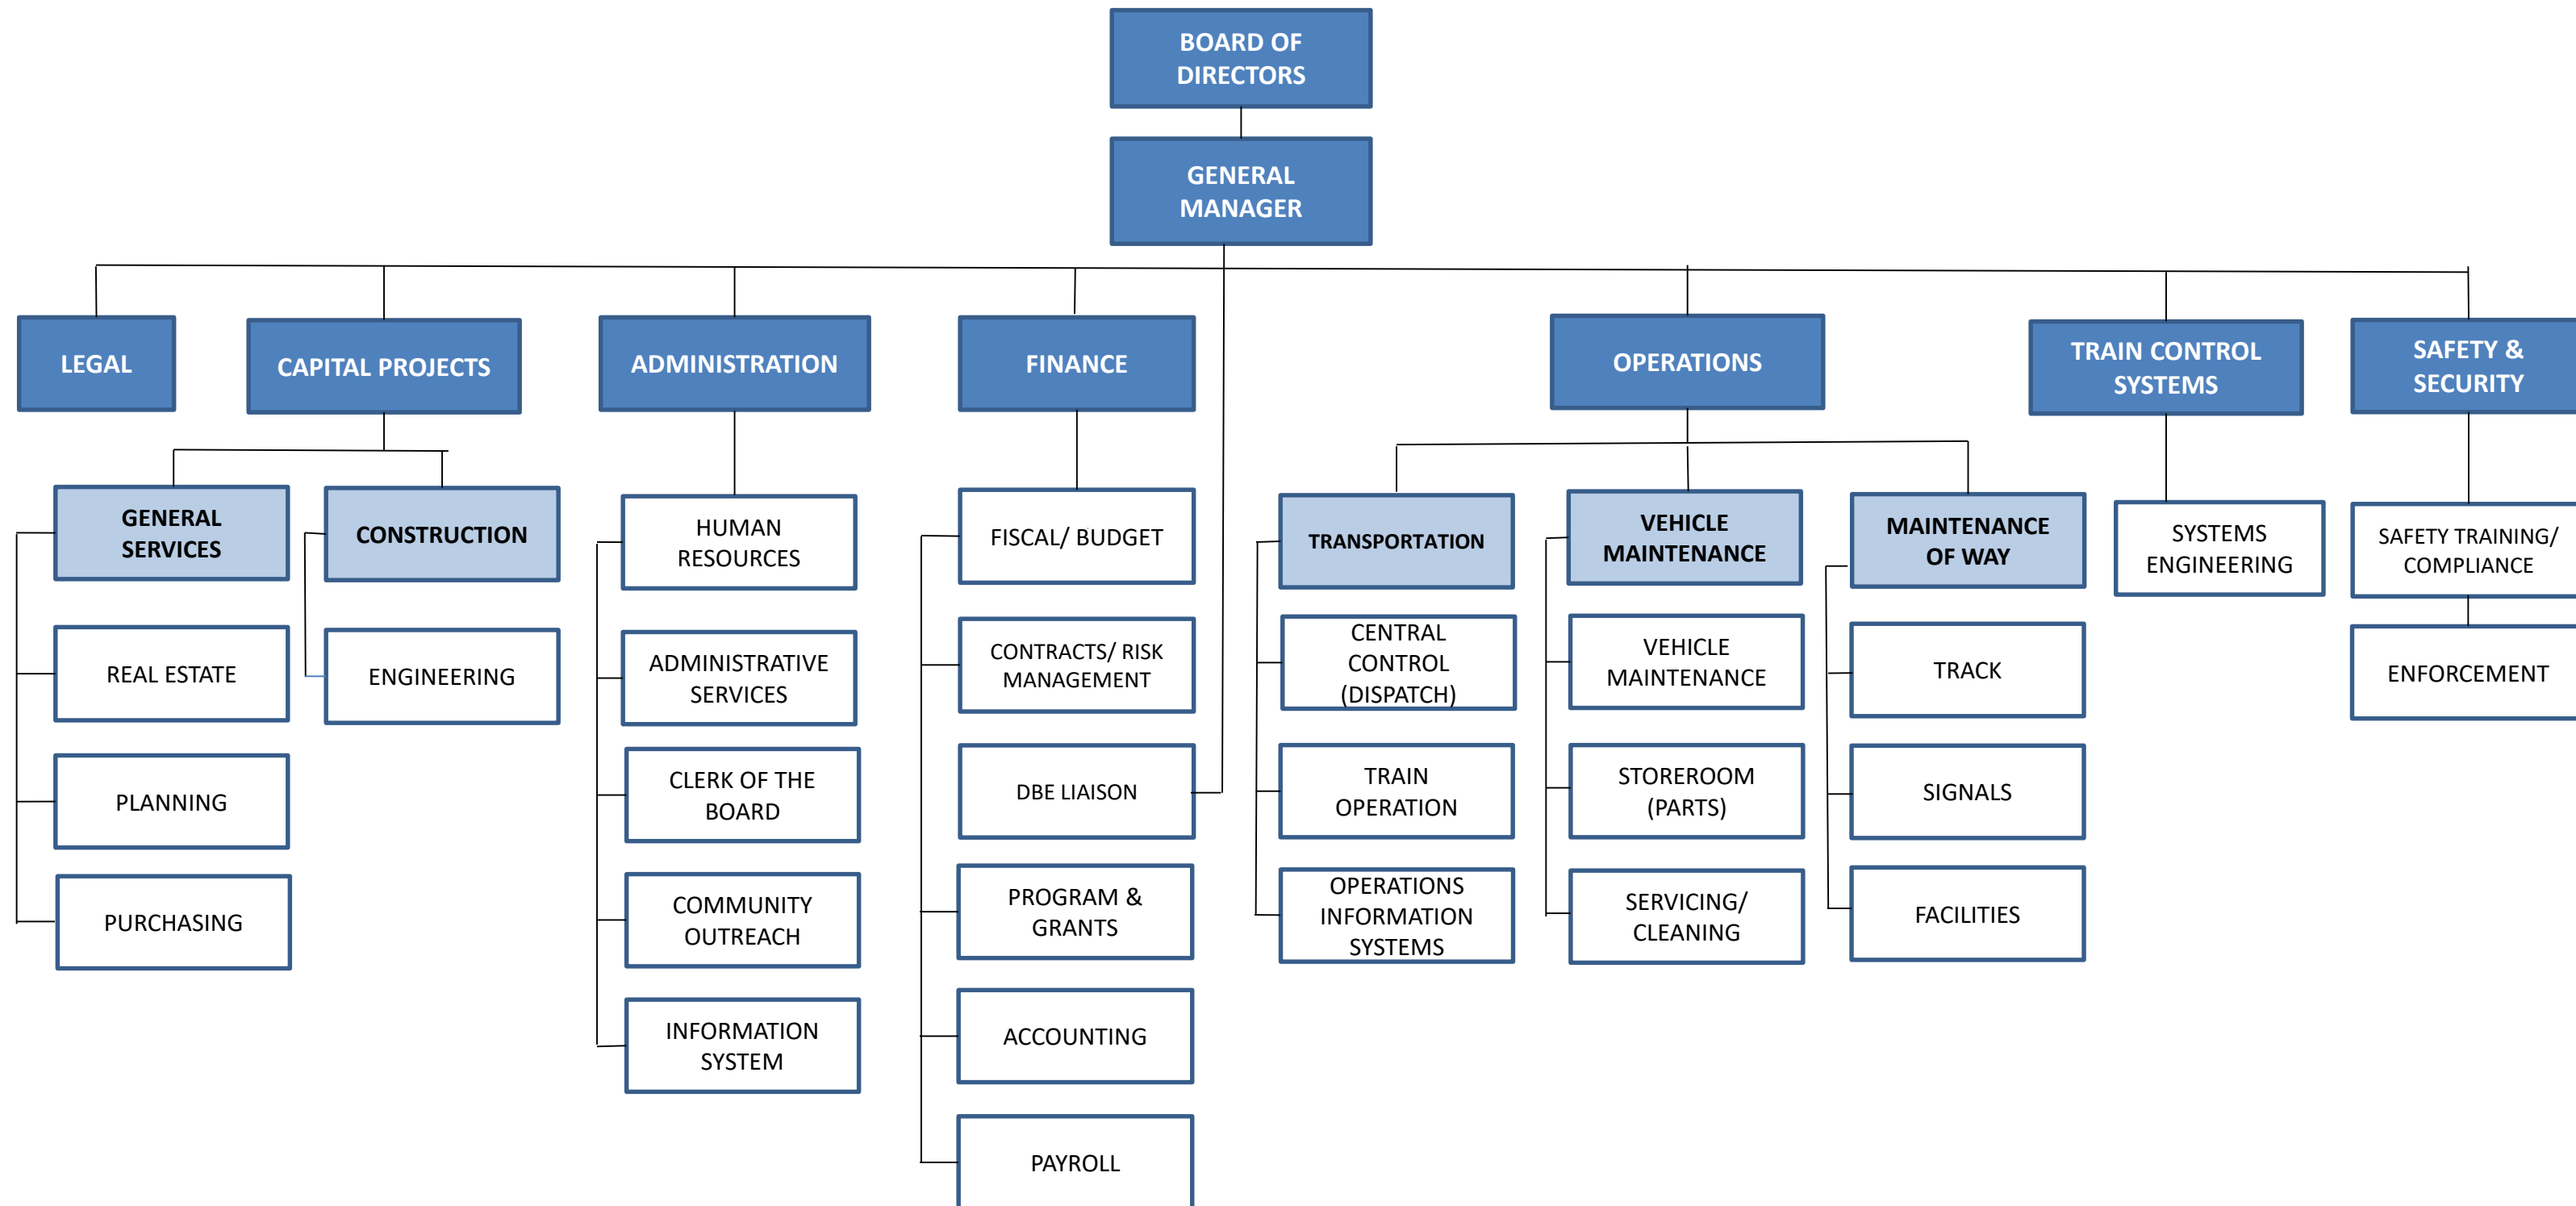 BOARD OF
DIRECTORS
GENERAL
MANAGER
LEGAL
CAPITAL PROJECTS
ADMINISTRATION
FINANCE
OPERATIONS
TRAIN CONTROL
SYSTEMS
SAFETY &
SECURITY
GENERAL
SERVICES
REAL ESTATE
PLANNING
PURCHASING
CONSTRUCTION
ENGINEERING
HUMAN
RESOURCES
ADMINISTRATIVE
SERVICES
CLERK OF THE
BOARD
COMMUNITY
OUTREACH
INFORMATION
SYSTEM
FISCAL/ BUDGET
CONTRACTS/ RISK
MANAGEMENT
DBE LIAISON
PROGRAM &
GRANTS
ACCOUNTING
PAYROLL
TRANSPORTATION
CENTRAL
CONTROL
(DISPATCH)
TRAIN
OPERATION
OPERATIONS
INFORMATION
SYSTEMS
VEHICLE
MAINTENANCE
VEHICLE
MAINTENANCE
STOREROOM
(PARTS)
SERVICING/
CLEANING
MAINTENANCE
OF WAY
TRACK
SIGNALS
FACILITIES
SYSTEMS
ENGINEERING
SAFETY TRAINING/
COMPLIANCE
ENFORCEMENT